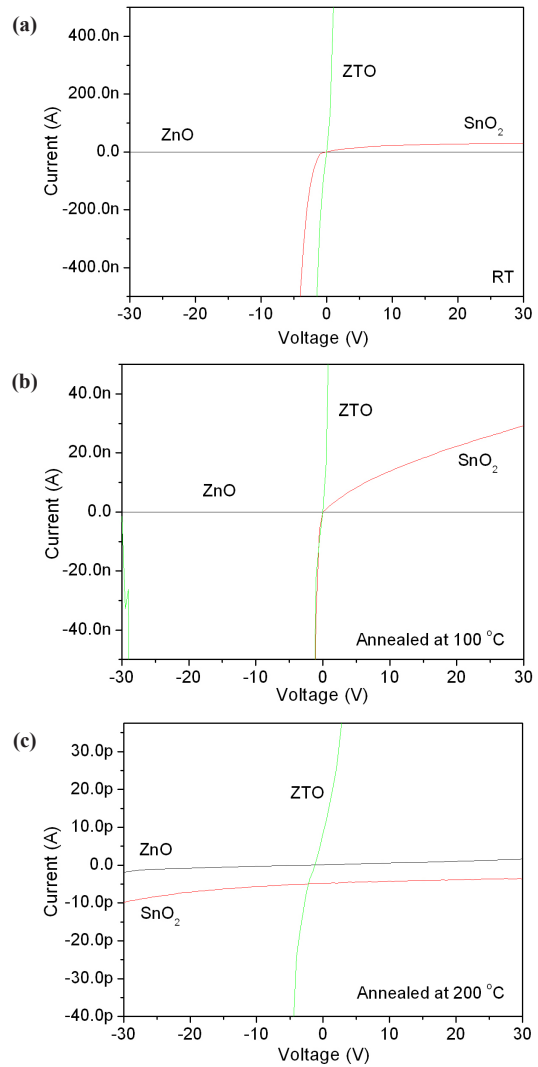 (a)
400.0n
200.0n
0.0
-200.0n
-400.0n
Current (A)
ZTO
ZnO
SnO₂
RT
-30 -20 -10 0 10 20 30
Voltage (V)
(b)
40.0n
20.0n
0.0
-20.0n
-40.0n
Current (A)
ZTO
SnO₂
ZnO
Annealed at 100 °C
-30 -20 -10 0 10 20 30
Voltage (V)
(c)
30.0p
20.0p
10.0p
0.0
-10.0p
-20.0p
-30.0p
-40.0p
Current (A)
ZTO
ZnO
SnO₂
Annealed at 200 °C
-30 -20 -10 0 10 20 30
Voltage (V)